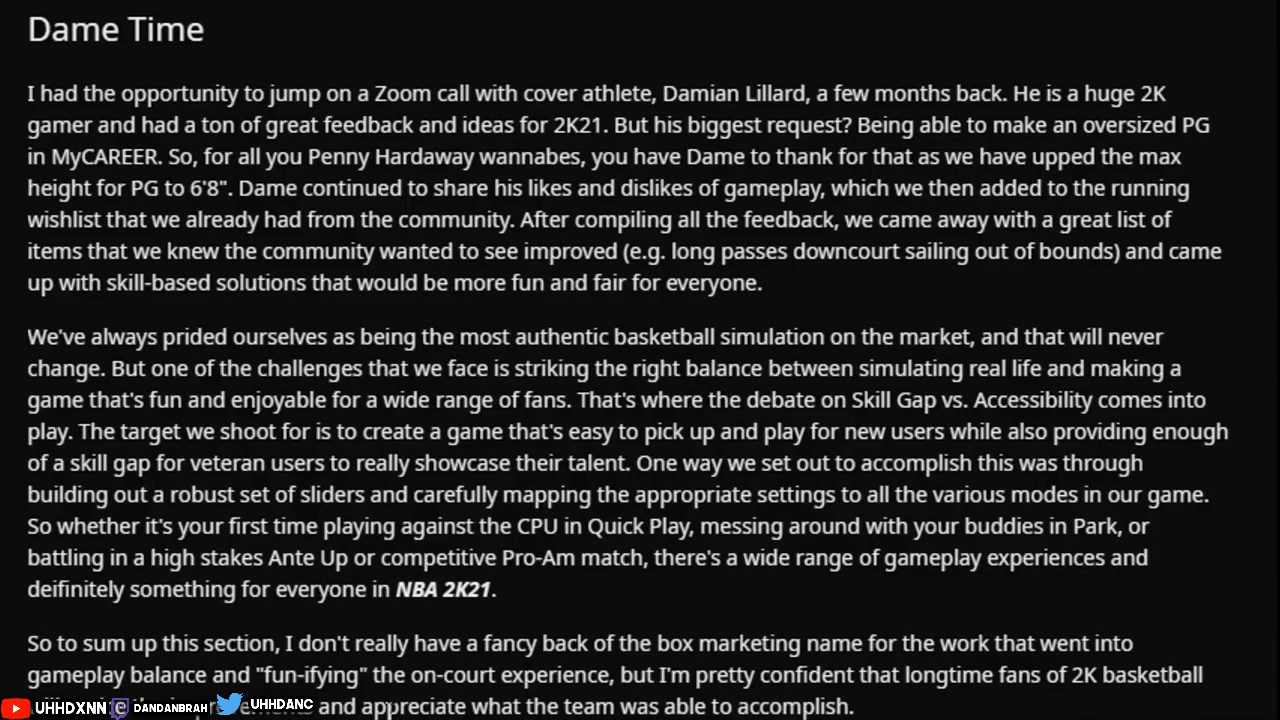 Dame Time
I had the opportunity to jump on a Zoom call with cover athlete, Damian Lillard, a few months back. He is a huge 2K
gamer and had a ton of great feedback and ideas for 2K21. But his biggest request? Being able to make an oversized PG
in MyCAREER. So, for all you Penny Hardaway wannabes, you have Dame to thank for that as we have upped the max
height for PG to 6'8". Dame continued to share his likes and dislikes of gameplay, which we then added to the running
wishlist that we already had from the community. After compiling all the feedback, we came away with a great list of
items that we knew the community wanted to see improved (e.g. long passes downcourt sailing out of bounds) and came
up with skill-based solutions that would be more fun and fair for everyone.
We've always prided ourselves as being the most authentic basketball simulation on the market, and that will never
change. But one of the challenges that we face is striking the right balance between simulating real life and making a
game that's fun and enjoyable for a wide range of fans. That's where the debate on Skill Gap vs. Accessibility comes into
play. The target we shoot for is to create a game that's easy to pick up and play for new users while also providing enough
of a skill gap for veteran users to really showcase their talent. One way we set out to accomplish this was through
building out a robust set of sliders and carefully mapping the appropriate settings to all the various modes in our game.
So whether it's your first time playing against the CPU in Quick Play, messing around with your buddies in Park, or
battling in a high stakes Ante Up or competitive Pro-Am match, there's a wide range of gameplay experiences and
deifinitely something for everyone in NBA 2K21.
So to sum up this section, I don't really have a fancy back of the box marketing name for the work that went into
gameplay balance and "fun-ifying" the on-court experience, but I'm pretty confident that longtime fans of 2K basketball
and appreciate what the team was able to accomplish.
UHHDXNN DANDANBRAH UHHDANC